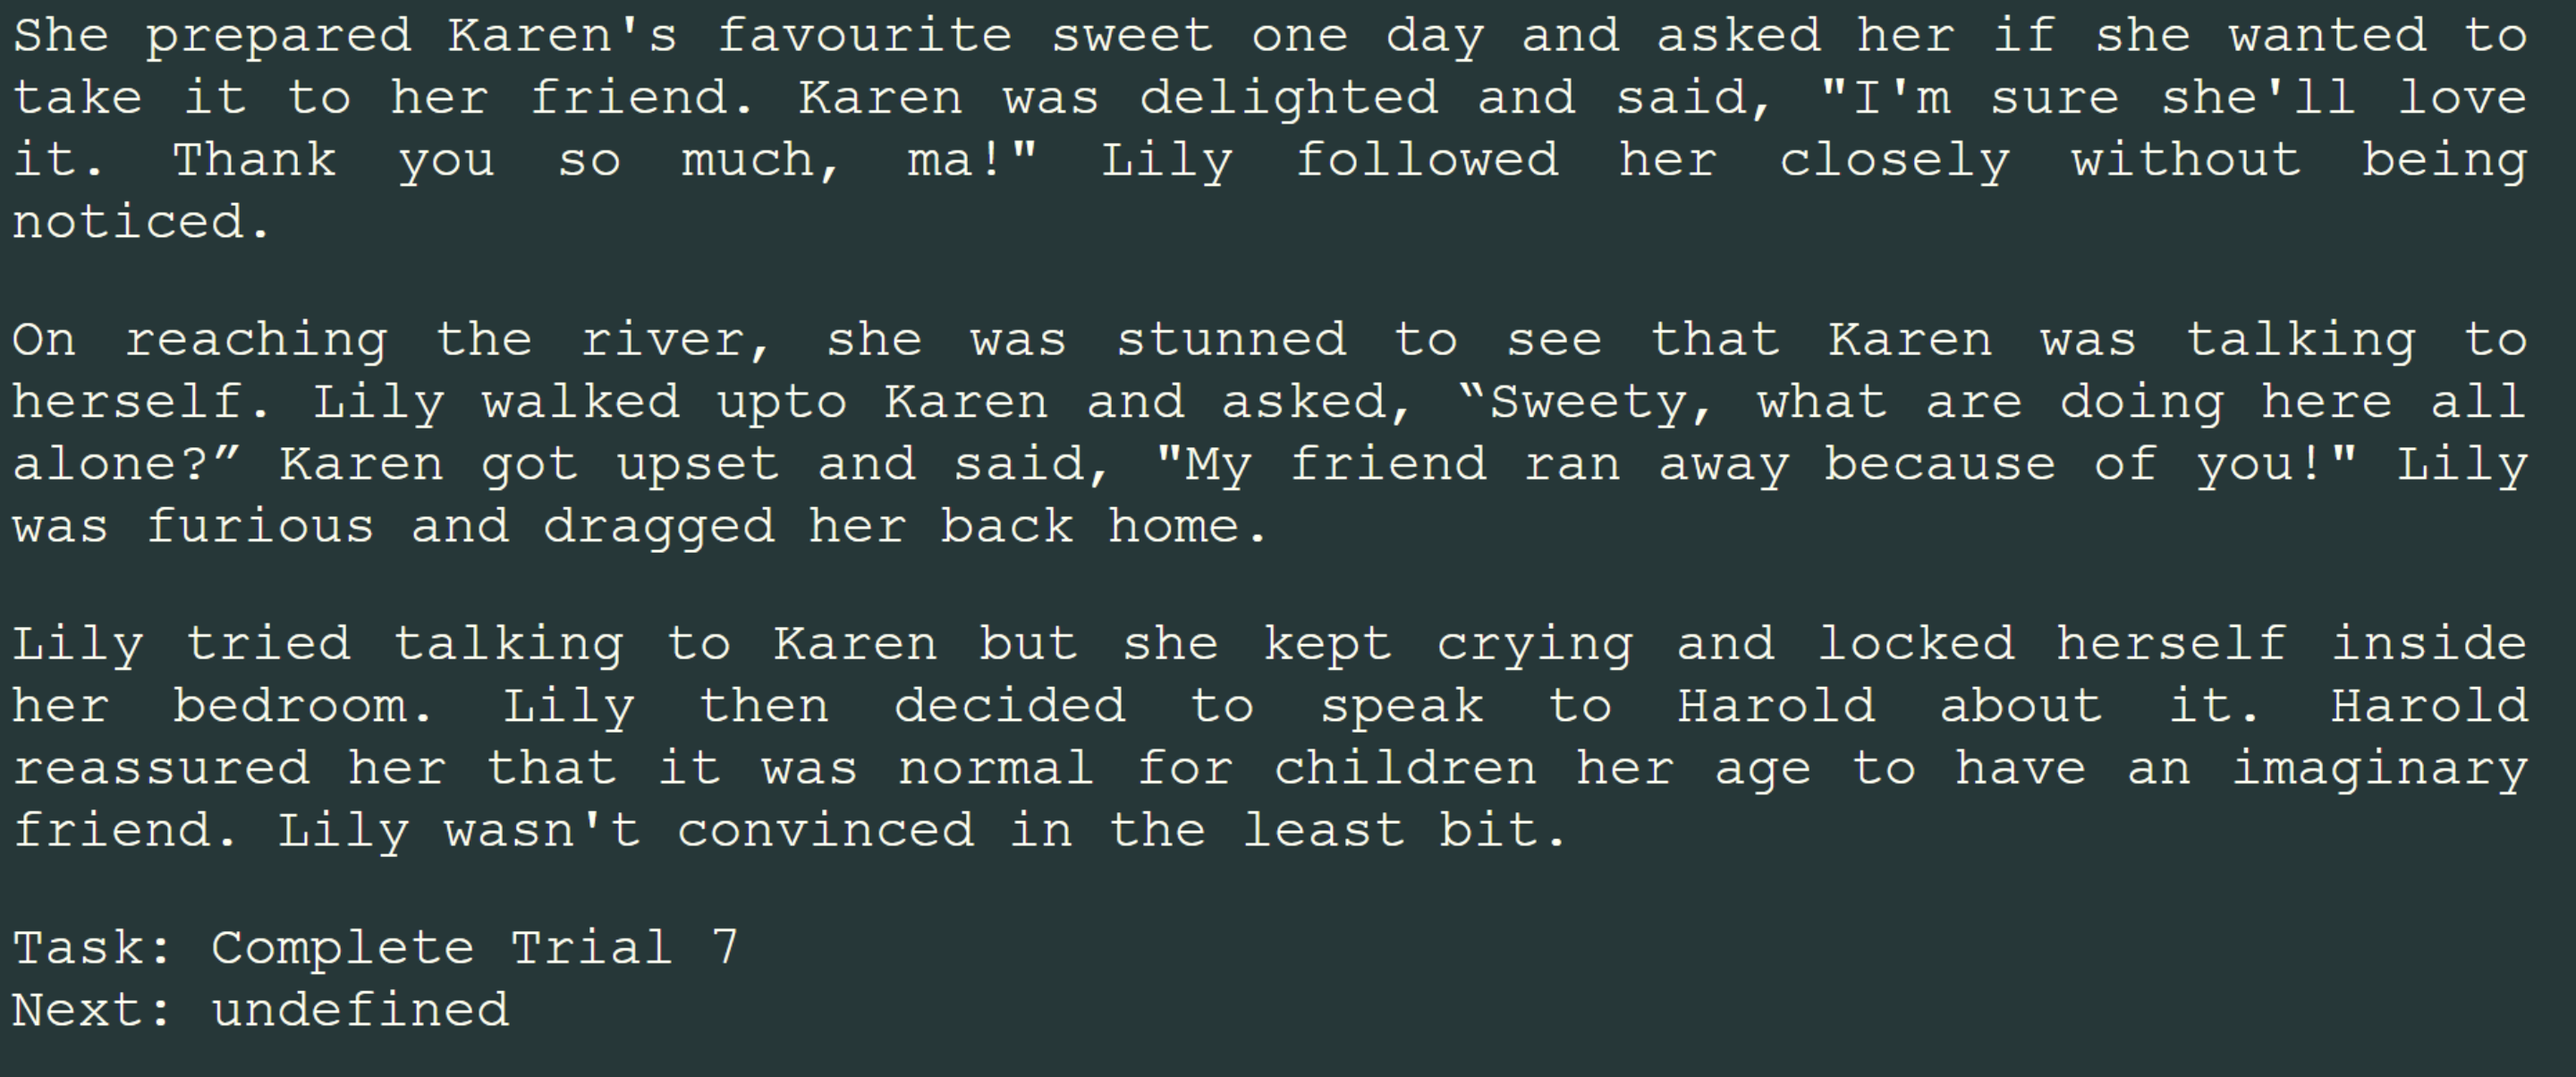 She prepared Karen's favourite sweet one day and asked her if she wanted to
take it to her friend. Karen was delighted and said, "I'm sure she'll love
it. Thank you so much, ma!" Lily followed her closely without being
noticed.
On reaching the river, she was stunned to see that Karen was talking to
herself. Lily walked upto Karen and asked, “Sweety, what are doing here all
alone?” Karen got upset and said, "My friend ran away because of you!" Lily
was furious and dragged her back home.
Lily tried talking to Karen but she kept crying and locked herself inside
her bedroom. Lily then decided to speak to Harold about it. Harold
reassured her that it was normal for children her age to have an imaginary
friend. Lily wasn't convinced in the least bit.
Task: Complete Trial 7
Next: undefined